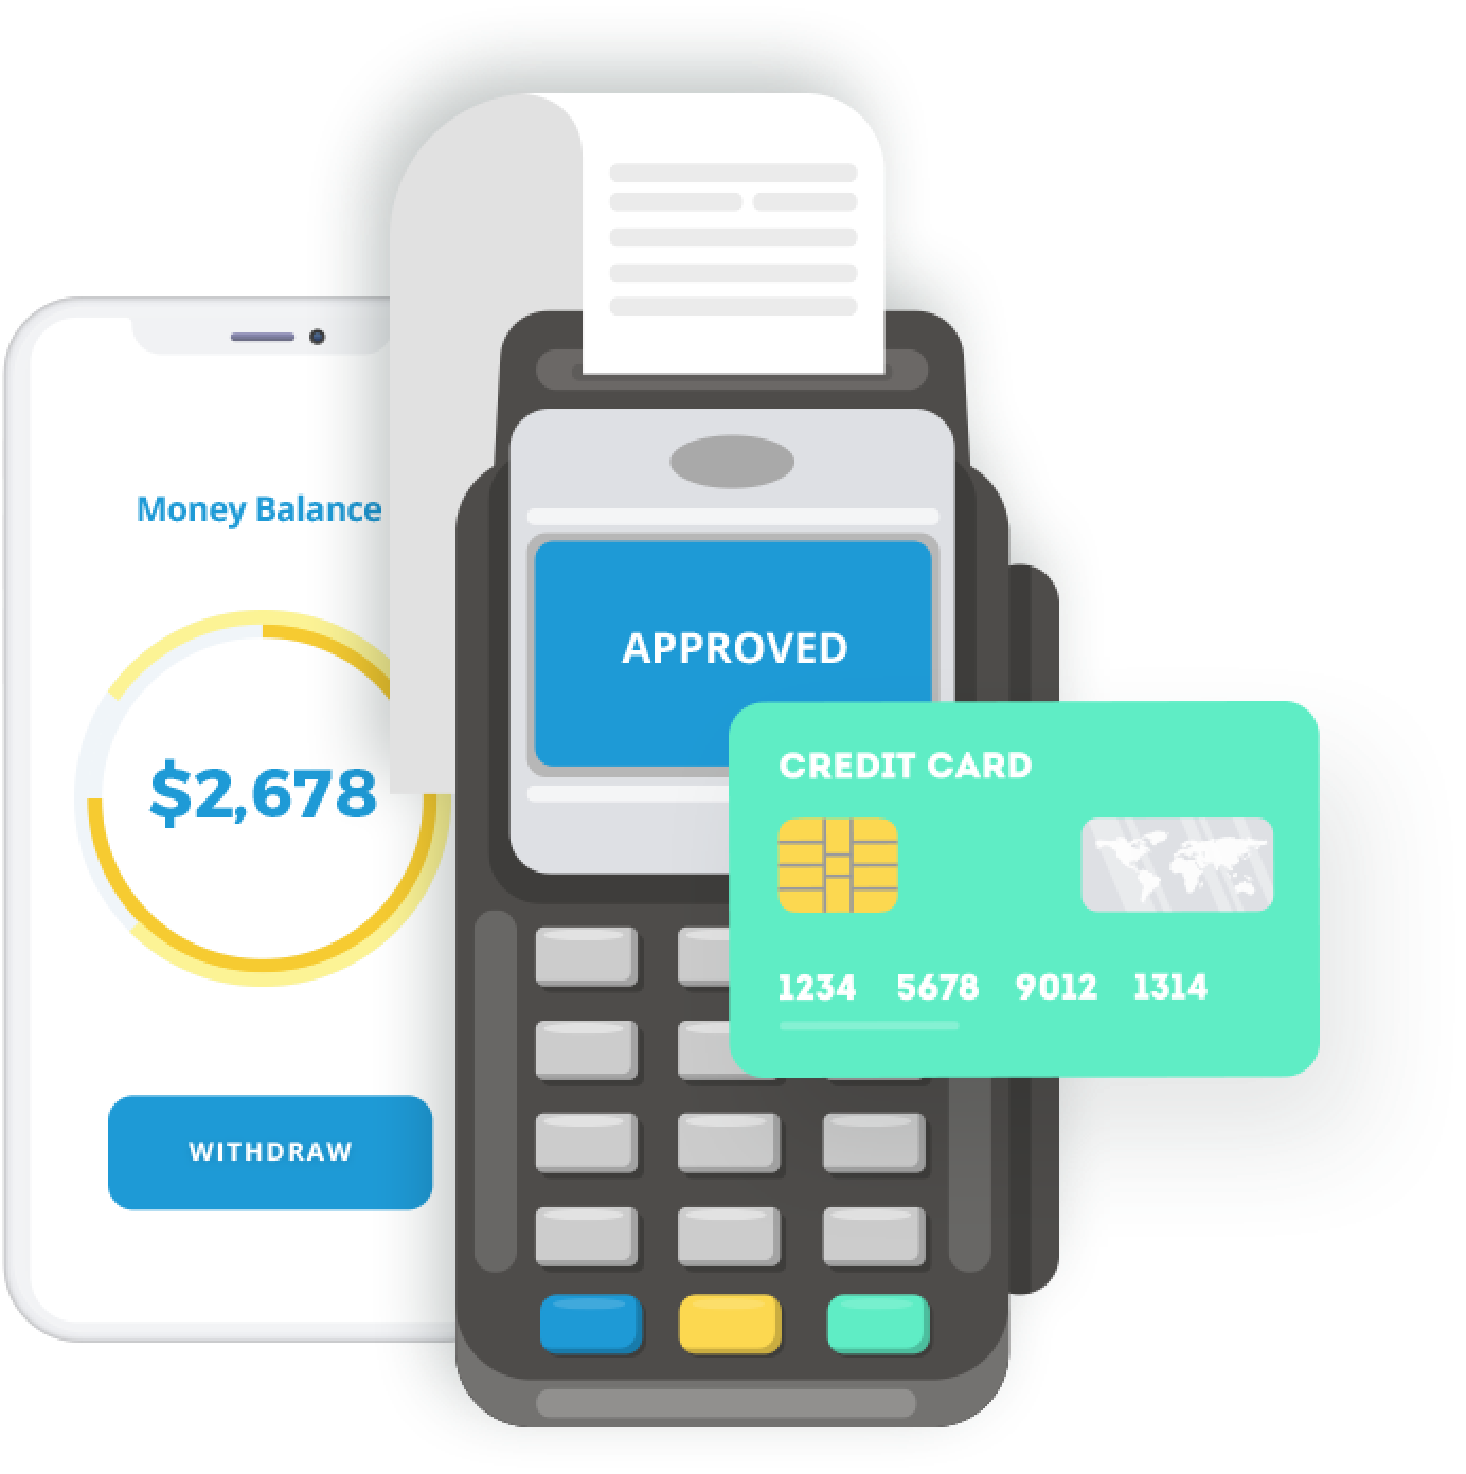 Money Balance
$2,678
WITHDRAW
APPROVED
CREDIT CARD
1234 5678 9012 1314